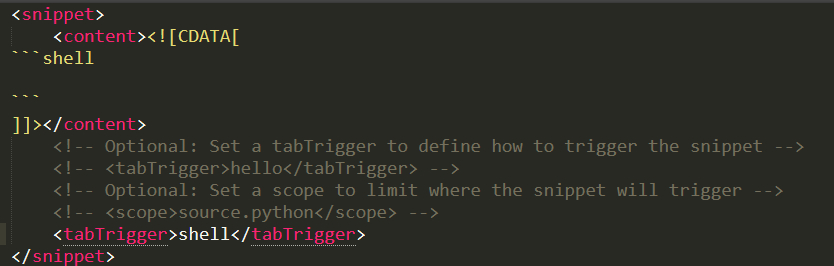 <snippet>
    <content><![CDATA[
```shell

```
]]></content>
    <!-- Optional: Set a tabTrigger to define how to trigger the snippet -->
    <!-- <tabTrigger>hello</tabTrigger> -->
    <!-- Optional: Set a scope to limit where the snippet will trigger -->
    <!-- <scope>source.python</scope> -->
    <tabTrigger>shell</tabTrigger>
</snippet>